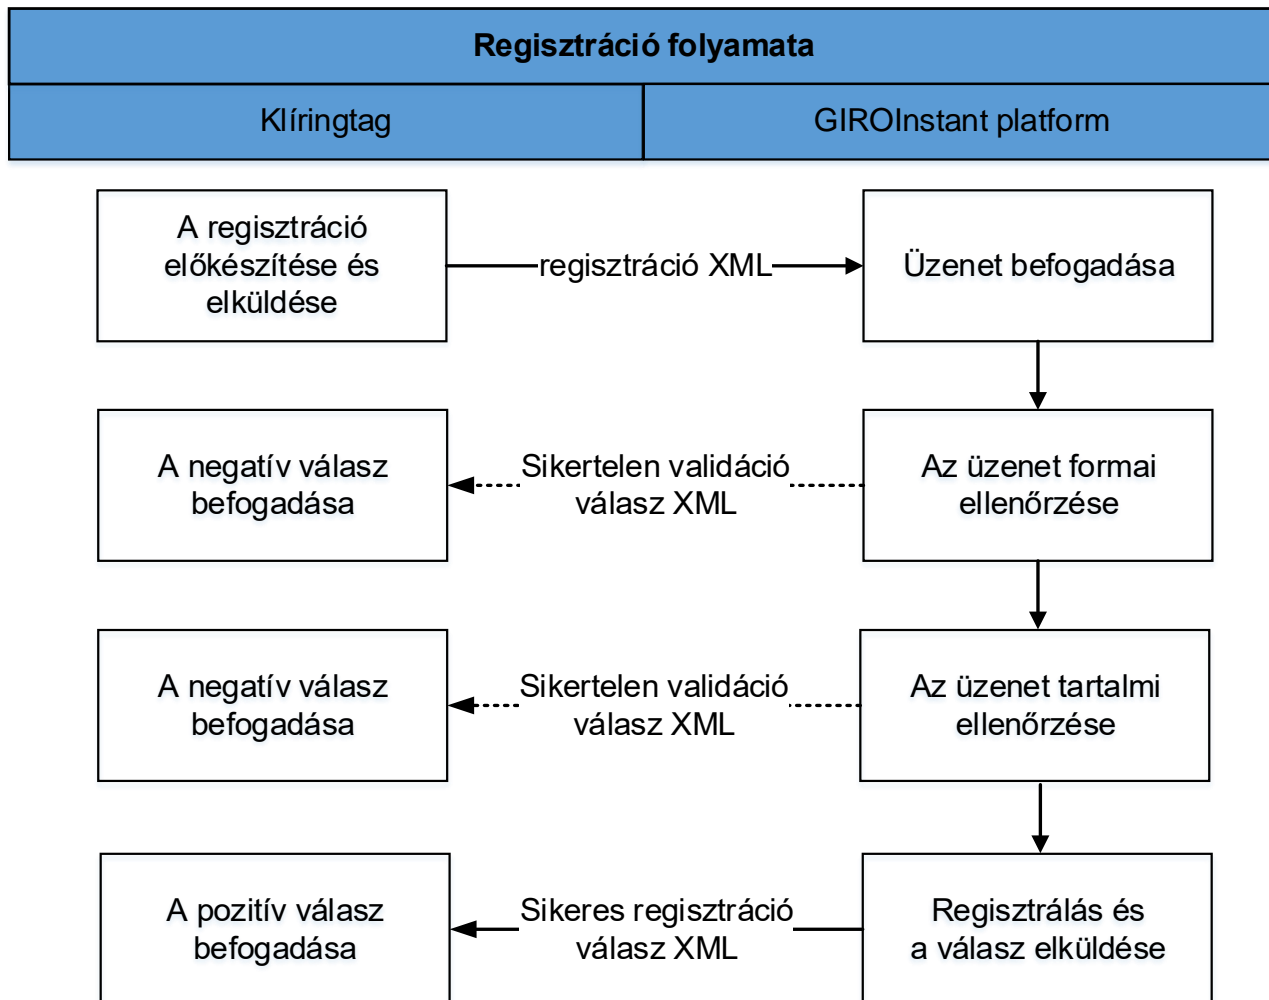 Regisztráció folyamata
Klíringtag
GIROInstant platform
A regisztráció
előkészítése és
elküldése
regisztráció XML
Üzenet befogadása
A negatív válasz
befogadása
Sikertelen validáció
válasz XML
Az üzenet formai
ellenőrzése
A negatív válasz
befogadása
Sikertelen validáció
válasz XML
Az üzenet tartalmi
ellenőrzése
A pozitív válasz
befogadása
Sikeres regisztráció
válasz XML
Regisztrálás és
a válasz elküldése